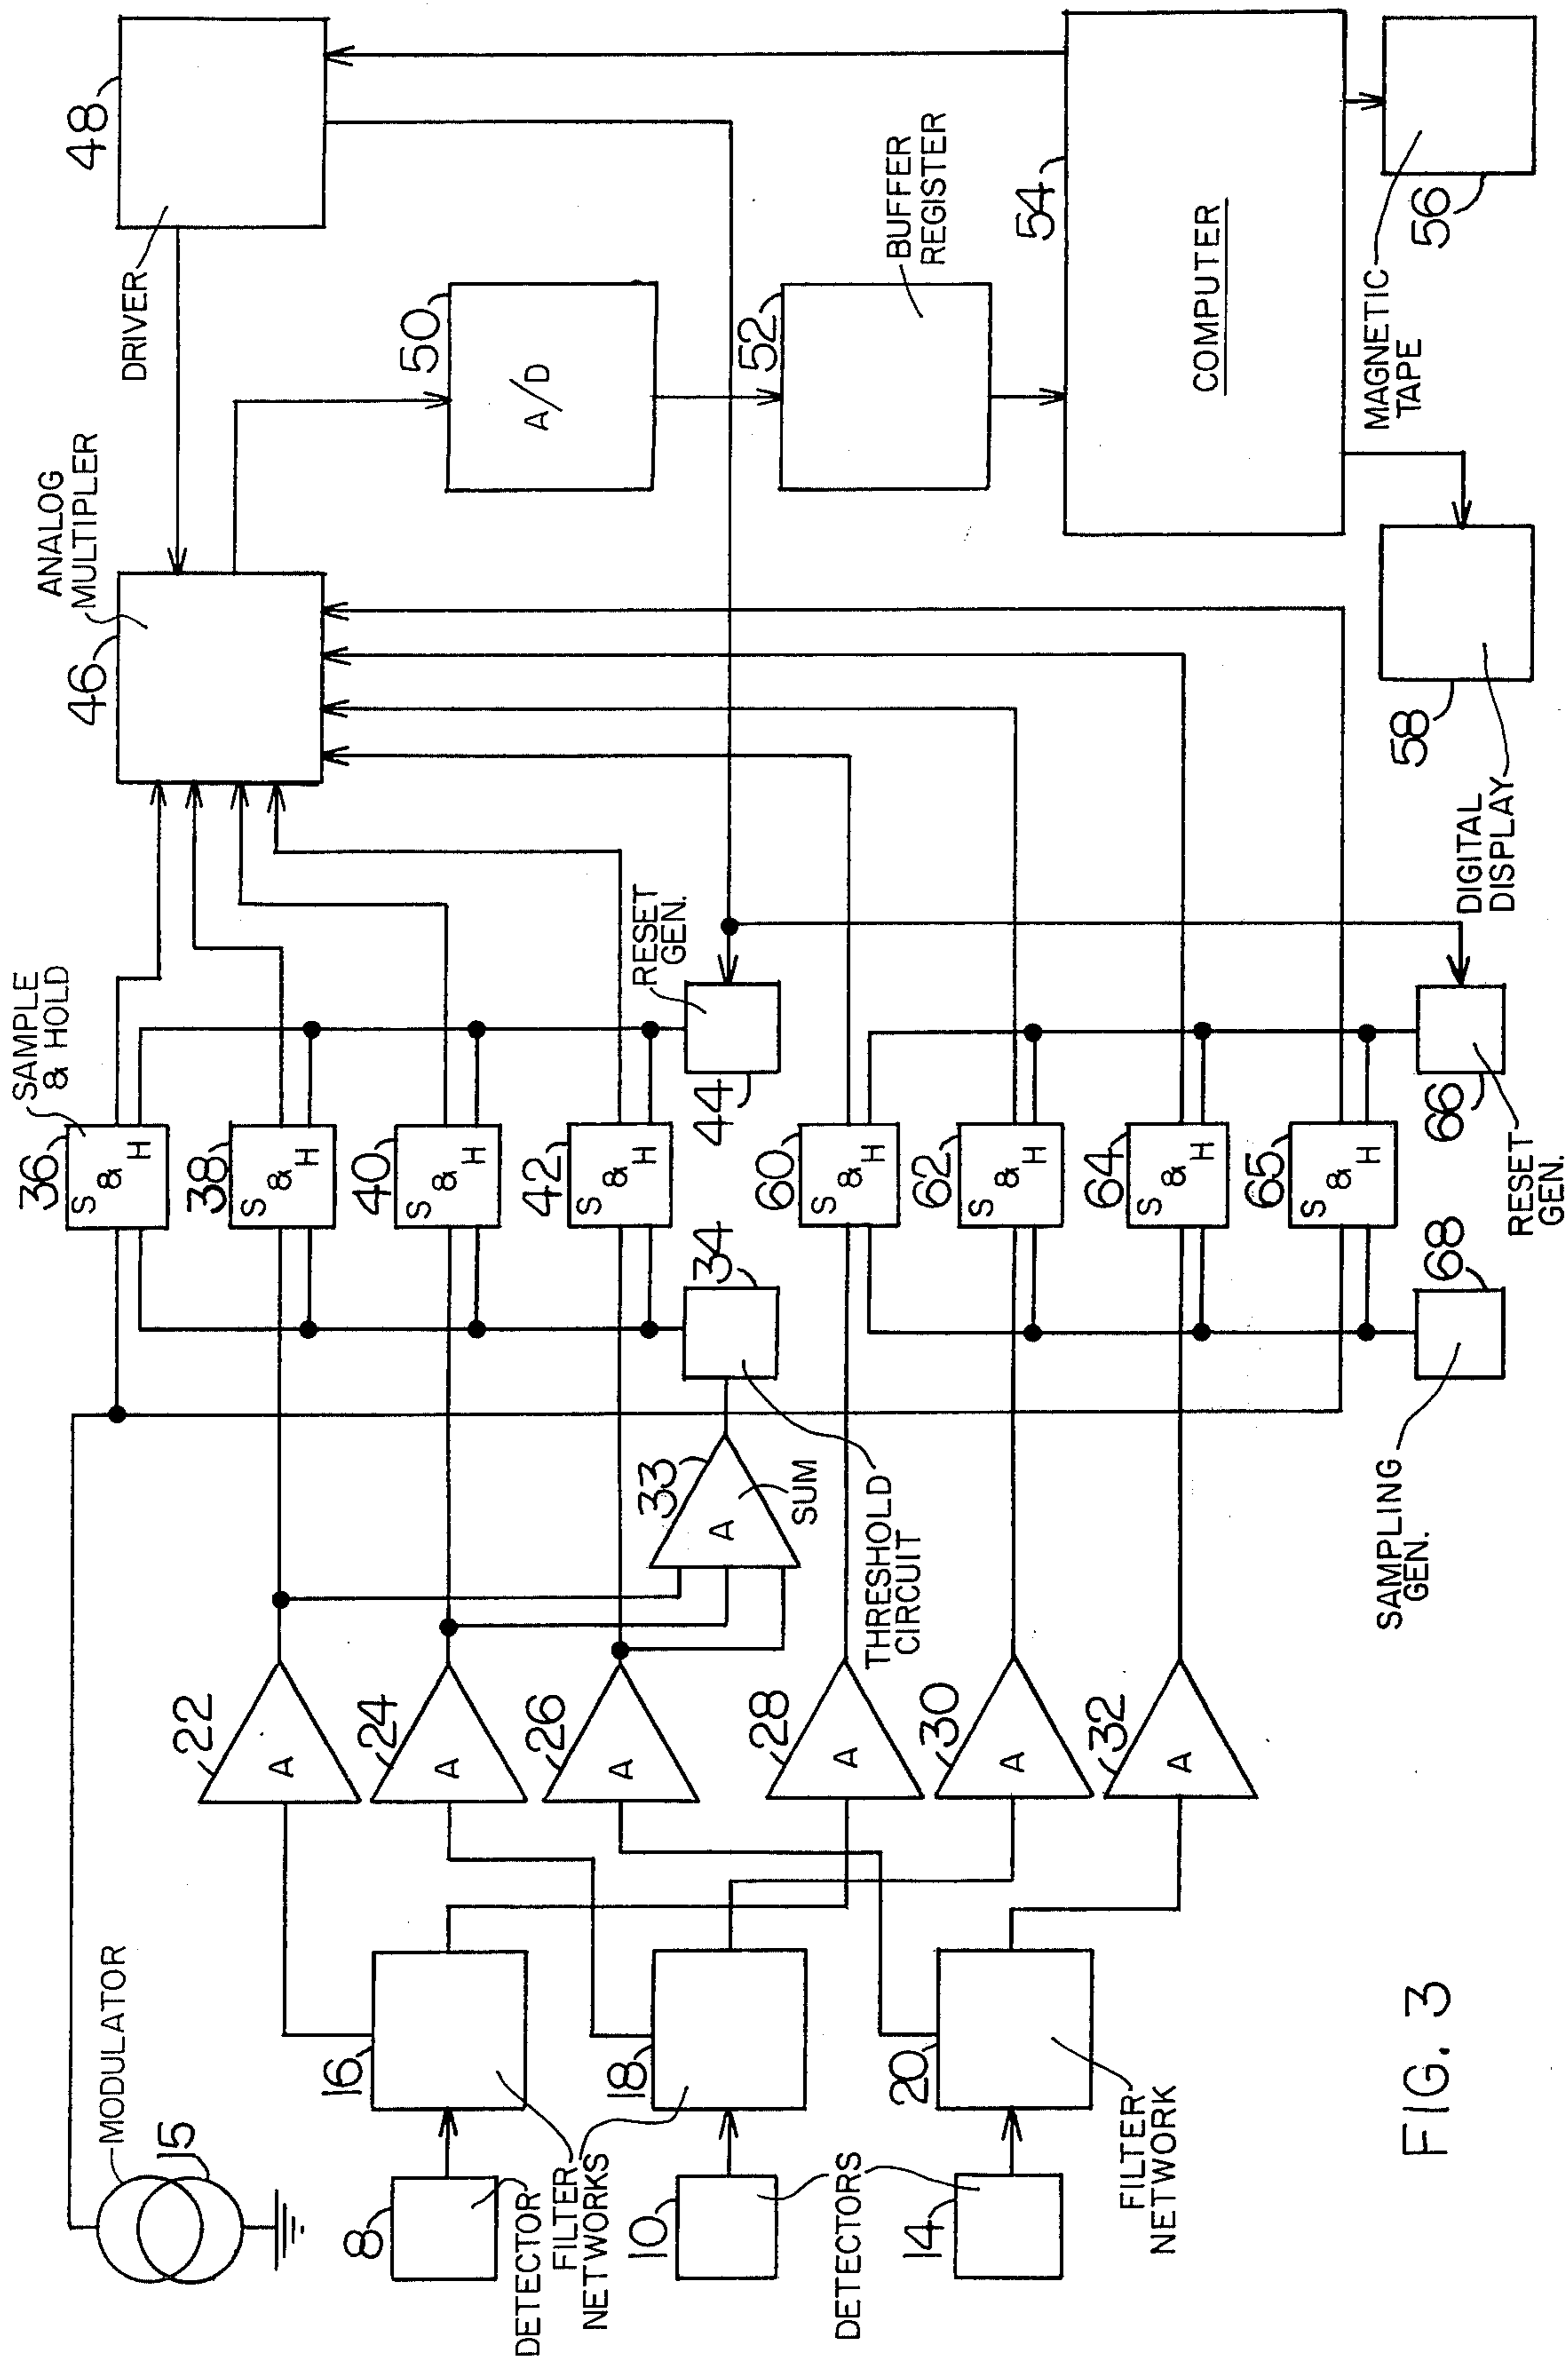 48
DRIVER
ANALOG
MULTIPLER
46
50
A/D
52
BUFFER
REGISTER
54
COMPUTER
MAGNETIC
TAPE
56
58
DIGITAL
DISPLAY
SAMPLE
& HOLD
36
S & H
38
S & H
40
S & H
42
S & H
RESET
GEN.
44
34
60
S & H
62
S & H
64
S & H
65
S & H
66
RESET
GEN.
68
SAMPLING
GEN.
33
A
SUM
THRESHOLD
CIRCUIT
22
A
24
A
26
A
28
A
30
A
32
A
MODULATOR
15
16
18
20
FILTER
NETWORKS
FILTER
NETWORK
8
DETECTOR
10
14
DETECTORS
FIG. 3